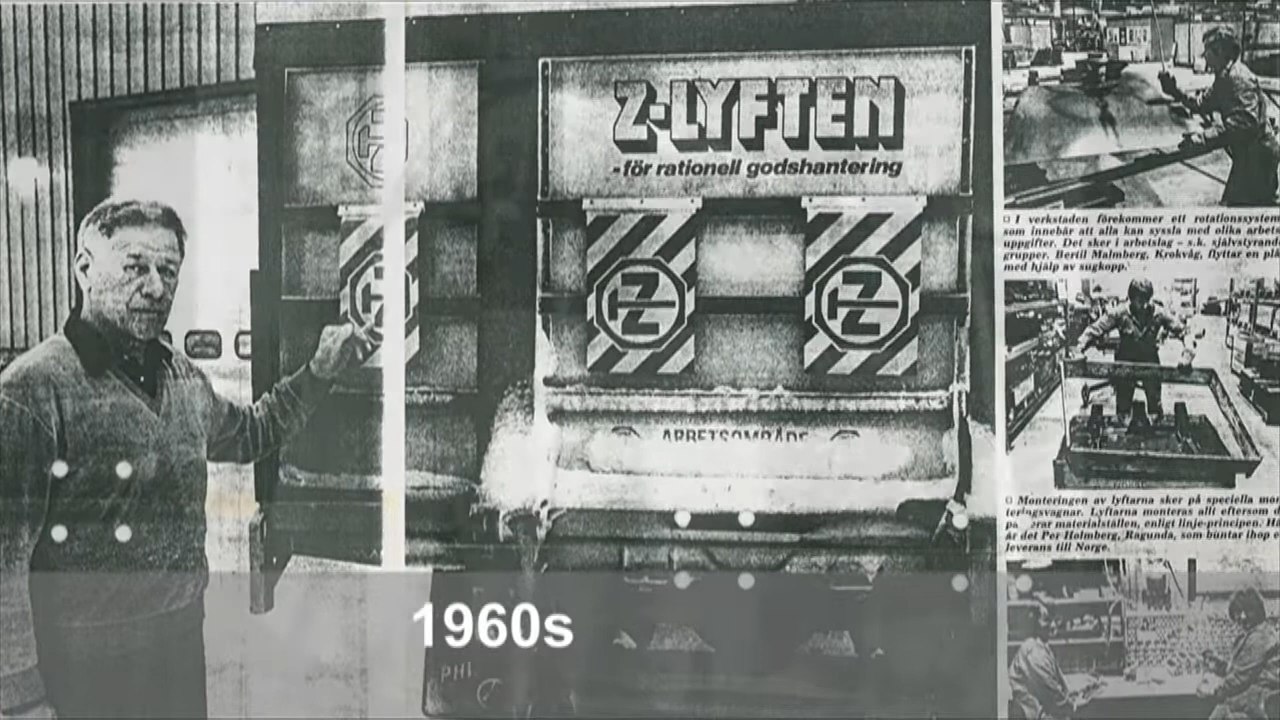 Z-LYFTEN
- för rationell godshantering
Z
Z
ARBETSOMRÅDE
1960s
PHI
I verkstaden förekommer ett rotationssystem
som innebär att alla kan syssla med olika arbets
uppgifter. Det sker i arbetslag – s.k. självstyrand
grupper. Bertil Malmberg, Krokvåg, flyttar en plå
med hjälp av sugkopp.
Monteringen av lyftarna sker på speciella mon
teringsvagnar. Lyftarna monteras allt eftersom d
materialställen, enligt linje-principen. Hä
är det Per Holmberg, Ragunda, som buntar ihop e
leverans till Norge.